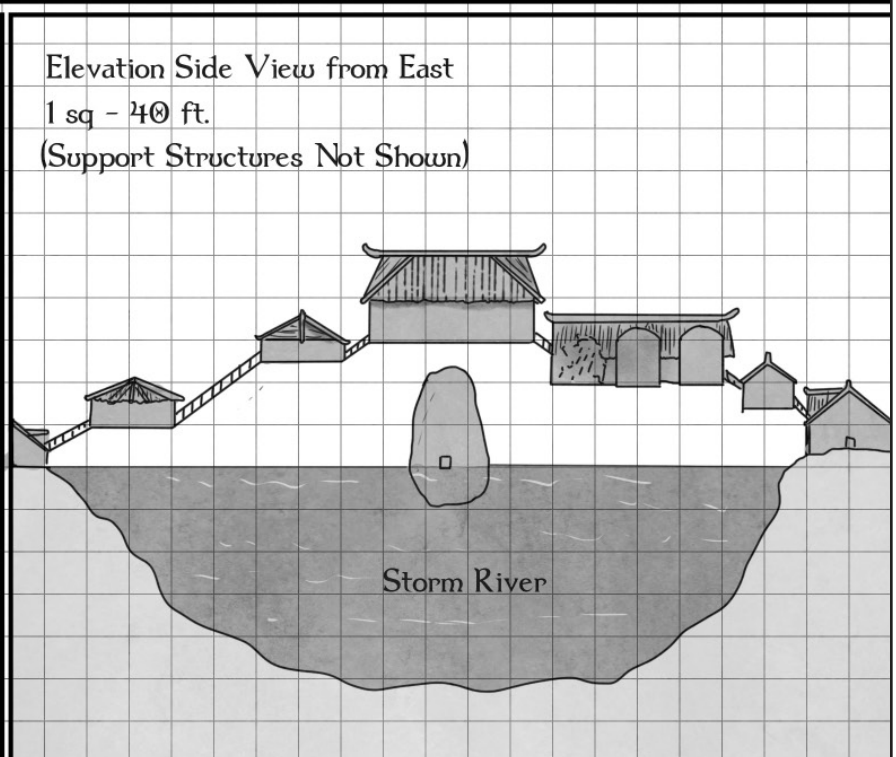 Elevation Side View from East
1 sq - 40 ft.
(Support Structures Not Shown)
Storm River